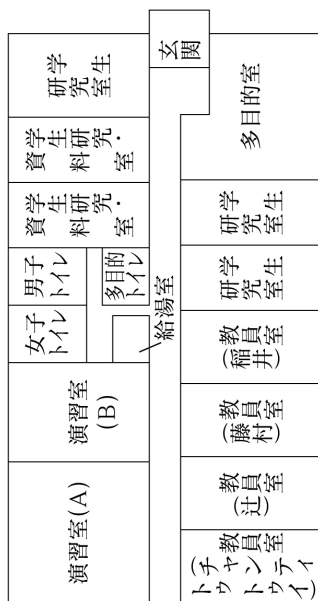 玄関
学生
研究室
学生研究・
資料室
学生研究・
資料室
男子
トイレ
女子
トイレ
多目的
トイレ
給湯室
演習室
(B)
演習室(A)
多目的室
学生
研究室
学生
研究室
教員室
(稲井)
教員室
(藤村)
教員室
(辻)
教員室
(チャンティ
トゥトゥイ)